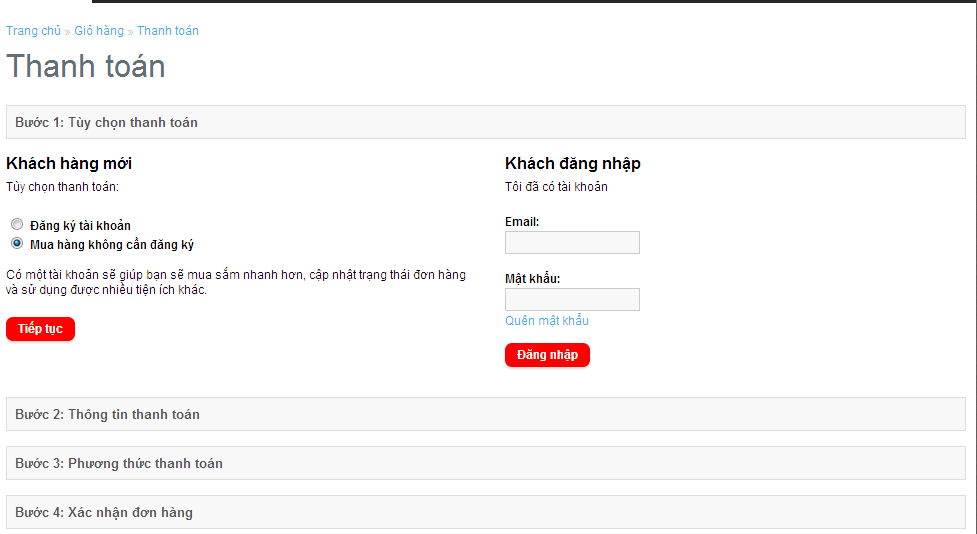 Trang chủ » Giỏ hàng » Thanh toán
Thanh toán
Bước 1: Tùy chọn thanh toán
Khách hàng mới
Tùy chọn thanh toán:
Đăng ký tài khoản
Mua hàng không cần đăng ký
Có một tài khoản sẽ giúp bạn sẽ mua sắm nhanh hơn, cập nhật trạng thái đơn hàng
và sử dụng được nhiều tiện ích khác.
Tiếp tục
Khách đăng nhập
Tôi đã có tài khoản
Email:
Mật khẩu:
Quên mật khẩu
Đăng nhập
Bước 2: Thông tin thanh toán
Bước 3: Phương thức thanh toán
Bước 4: Xác nhận đơn hàng